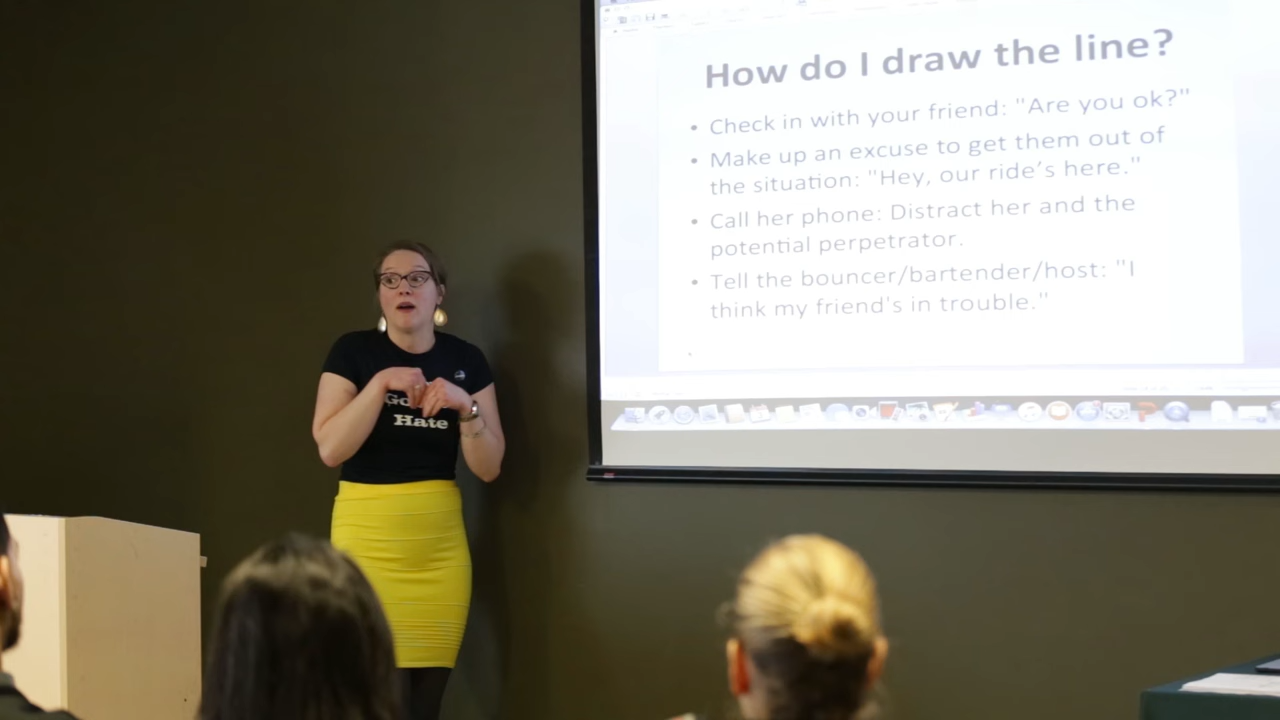 How do I draw the line?
• Check in with your friend: "Are you ok?"
• Make up an excuse to get them out of
the situation: "Hey, our ride's here."
• Call her phone: Distract her and the
potential perpetrator.
• Tell the bouncer/bartender/host: "I
think my friend's in trouble."
Hate